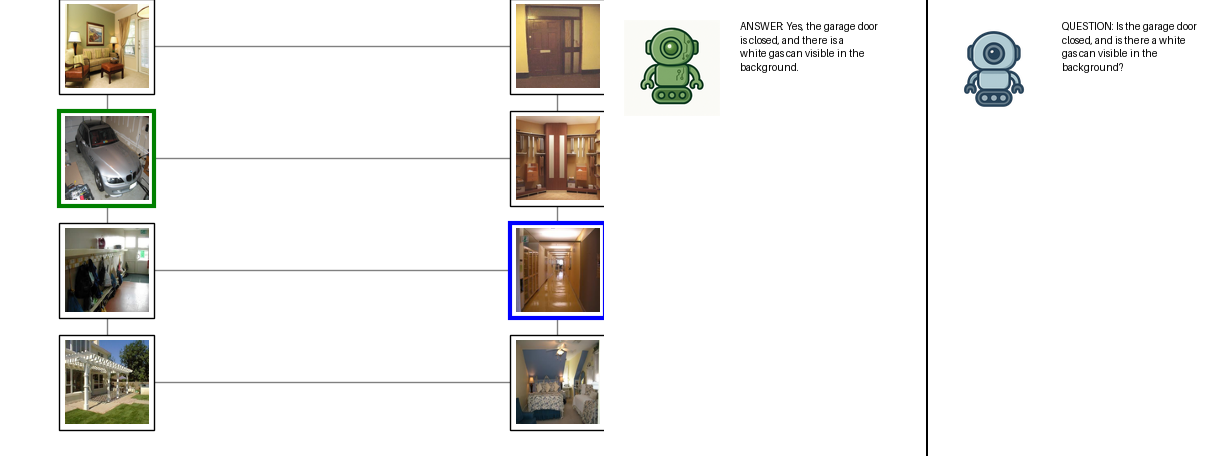 ANSWER: Yes, the garage door
is closed, and there is a
white gas can visible in the
background.
QUESTION: Is the garage door
closed, and is there a white
gas can visible in the
background?